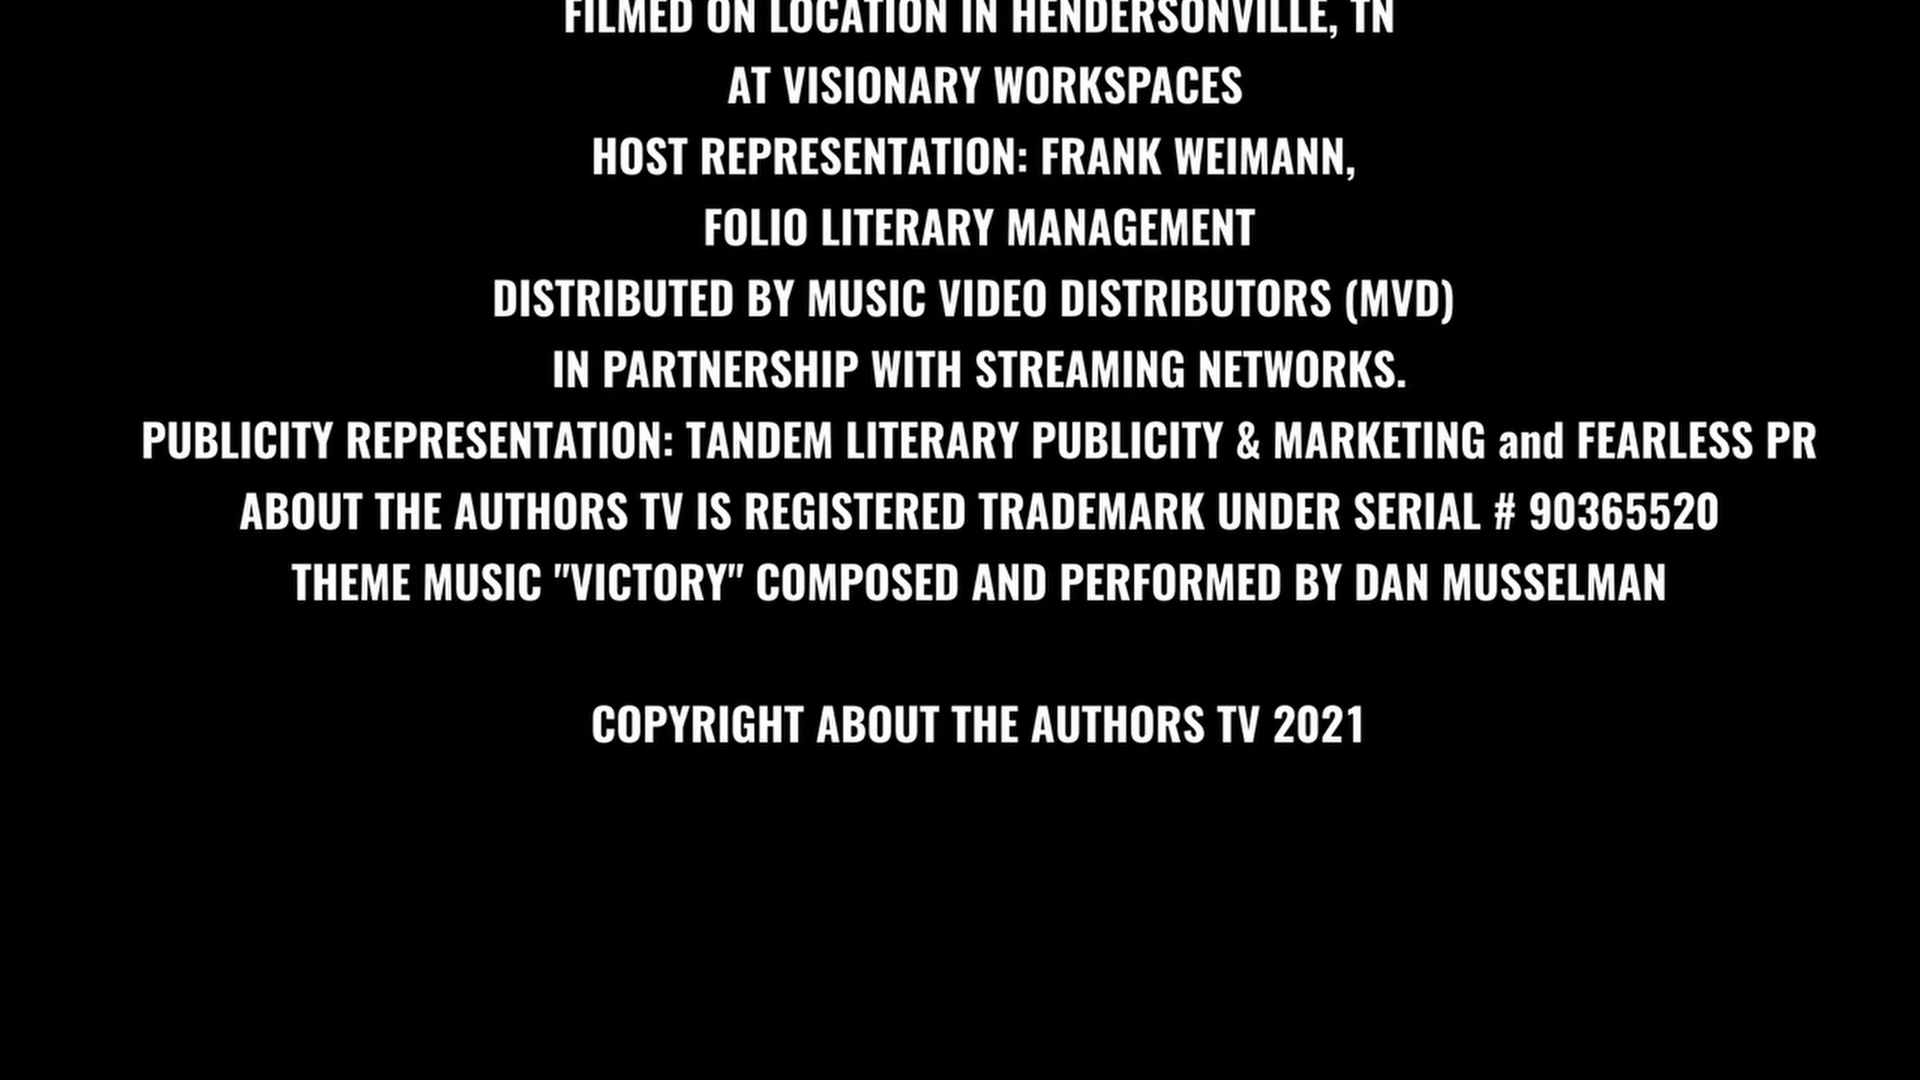 FILMED ON LOCATION IN HENDERSONVILLE, TN
AT VISIONARY WORKSPACES
HOST REPRESENTATION: FRANK WEIMANN,
FOLIO LITERARY MANAGEMENT
DISTRIBUTED BY MUSIC VIDEO DISTRIBUTORS (MVD)
IN PARTNERSHIP WITH STREAMING NETWORKS.
PUBLICITY REPRESENTATION: TANDEM LITERARY PUBLICITY & MARKETING and FEARLESS PR
ABOUT THE AUTHORS TV IS REGISTERED TRADEMARK UNDER SERIAL # 90365520
THEME MUSIC "VICTORY" COMPOSED AND PERFORMED BY DAN MUSSELMAN
COPYRIGHT ABOUT THE AUTHORS TV 2021